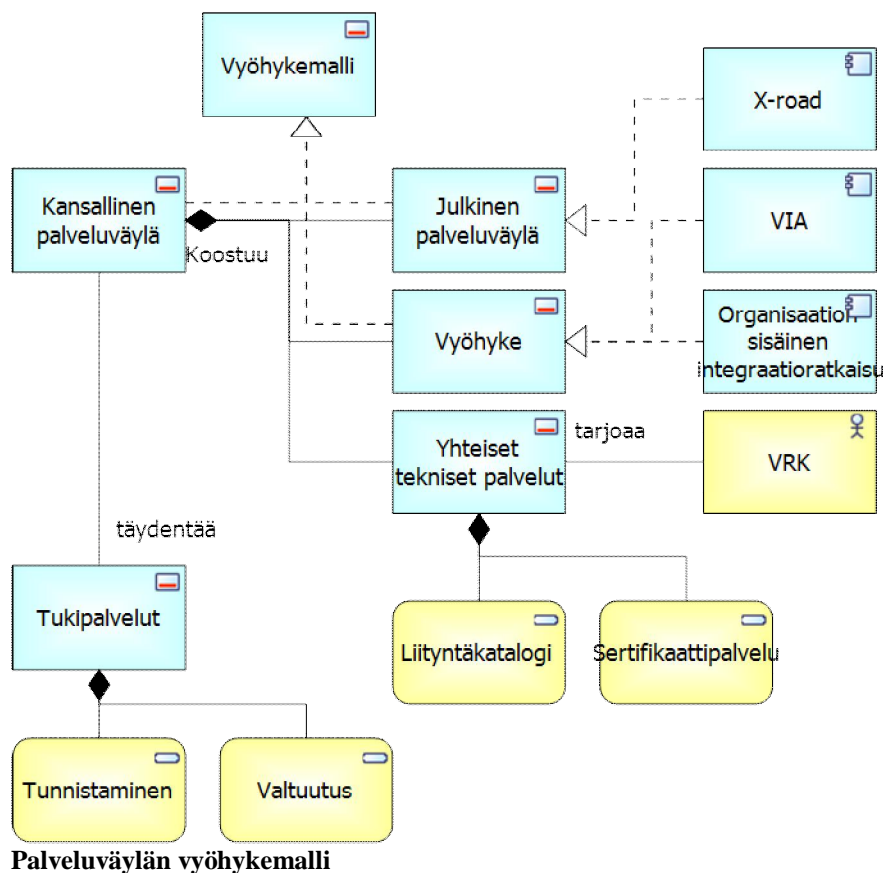 Vyöhykemalli
X-road
Kansallinen
palveluväylä
Koostuu
Julkinen
palveluväylä
VIA
Vyöhyke
Organisaation
sisäinen
integraatioratkaisu
Yhteiset
tekniset palvelut
tarjoaa
VRK
täydentää
Tukipalvelut
Liityntäkatalogi
Sertifikaattipalvelu
Tunnistaminen
Valtuutus
Palveluväylän vyöhykemalli